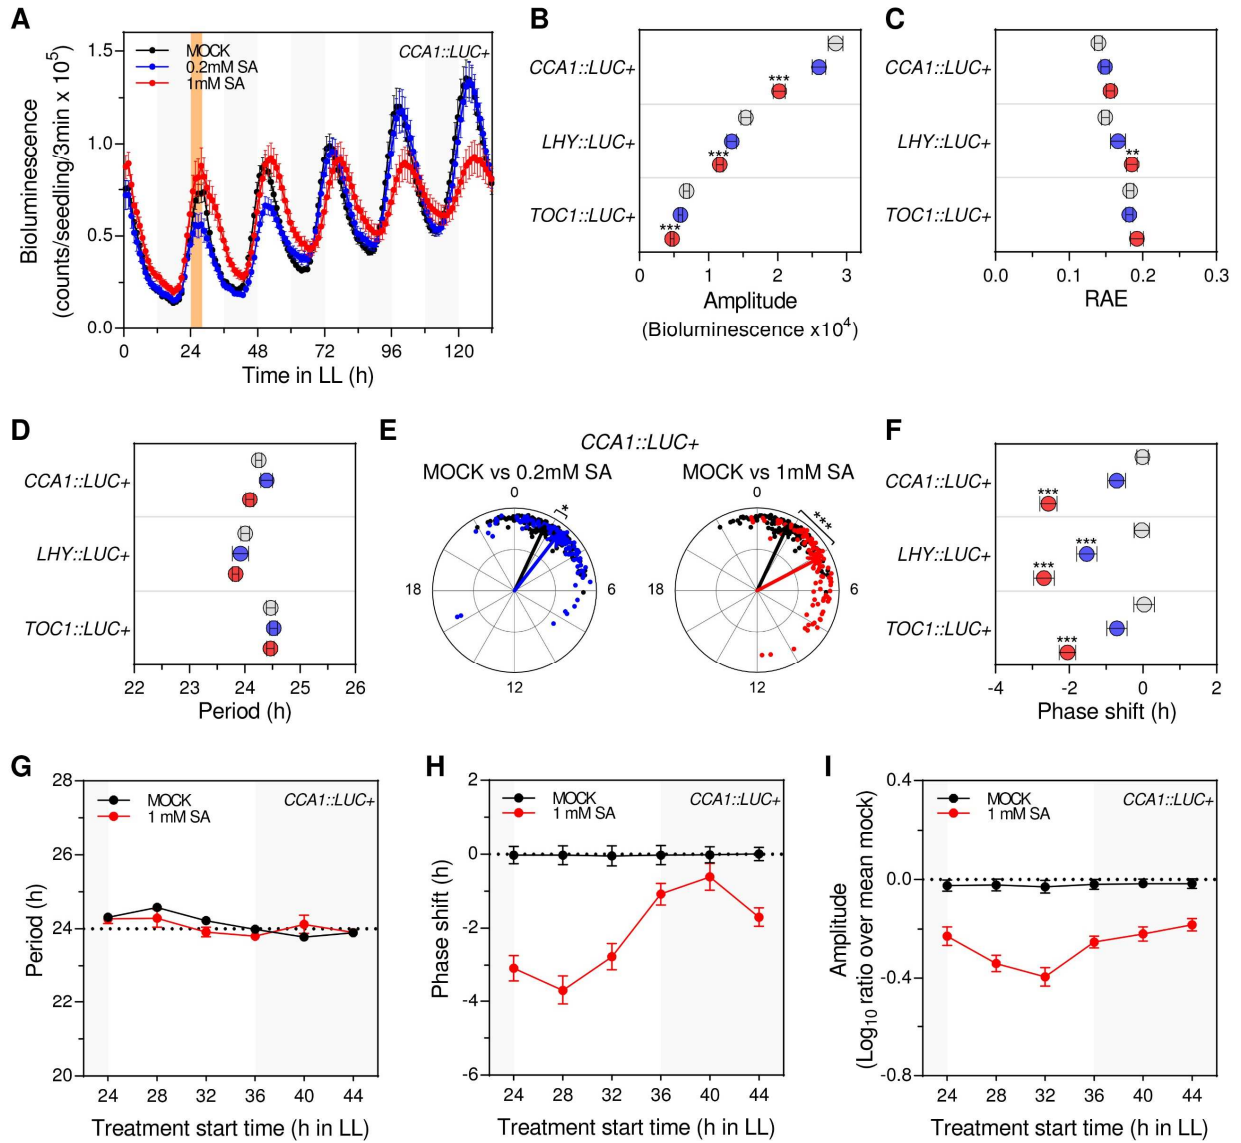 A
Bioluminescence
(counts/seedling/3min x 10⁵)
1.5
1.0
0.5
0.0
MOCK
0.2mM SA
1mM SA
CCA1::LUC+
0 24 48 72 96 120
Time in LL (h)
B
CCA1::LUC+
***
LHY::LUC+
***
TOC1::LUC+
***
0 1 2 3
Amplitude
(Bioluminescence x10⁴)
C
CCA1::LUC+
LHY::LUC+
**
TOC1::LUC+
0.0 0.1 0.2 0.3
RAE
D
CCA1::LUC+
LHY::LUC+
TOC1::LUC+
22 23 24 25 26
Period (h)
E
CCA1::LUC+
MOCK vs 0.2mM SA
0
*
18 6
12
MOCK vs 1mM SA
0
***
18 6
12
F
CCA1::LUC+
***
LHY::LUC+
***
***
TOC1::LUC+
***
-4 -2 0 2
Phase shift (h)
G
Period (h)
28
26
24
22
20
MOCK
1 mM SA
CCA1::LUC+
24 28 32 36 40 44
Treatment start time (h in LL)
H
Phase shift (h)
2
0
-2
-4
-6
MOCK
1 mM SA
CCA1::LUC+
24 28 32 36 40 44
Treatment start time (h in LL)
I
Amplitude
(Log₁₀ ratio over mean mock)
0.4
0.0
-0.4
-0.8
MOCK
1 mM SA
CCA1::LUC+
24 28 32 36 40 44
Treatment start time (h in LL)